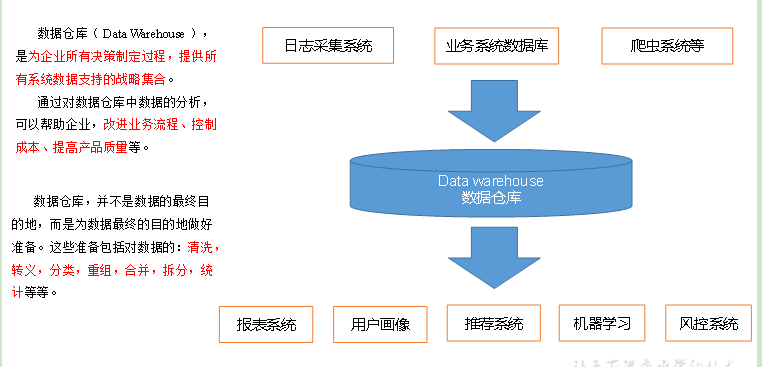 数据仓库（Data Warehouse），
是为企业所有决策制定过程，提供所
有系统数据支持的战略集合。
通过对数据仓库中数据的分析，
可以帮助企业，改进业务流程、控制
成本、提高产品质量等。
数据仓库，并不是数据的最终目
的地，而是为数据最终的目的地做好
准备。这些准备包括对数据的：清洗，
转义，分类，重组，合并，拆分，统
计等等。
日志采集系统
业务系统数据库
爬虫系统等
Data warehouse
数据仓库
报表系统
用户画像
推荐系统
机器学习
风控系统